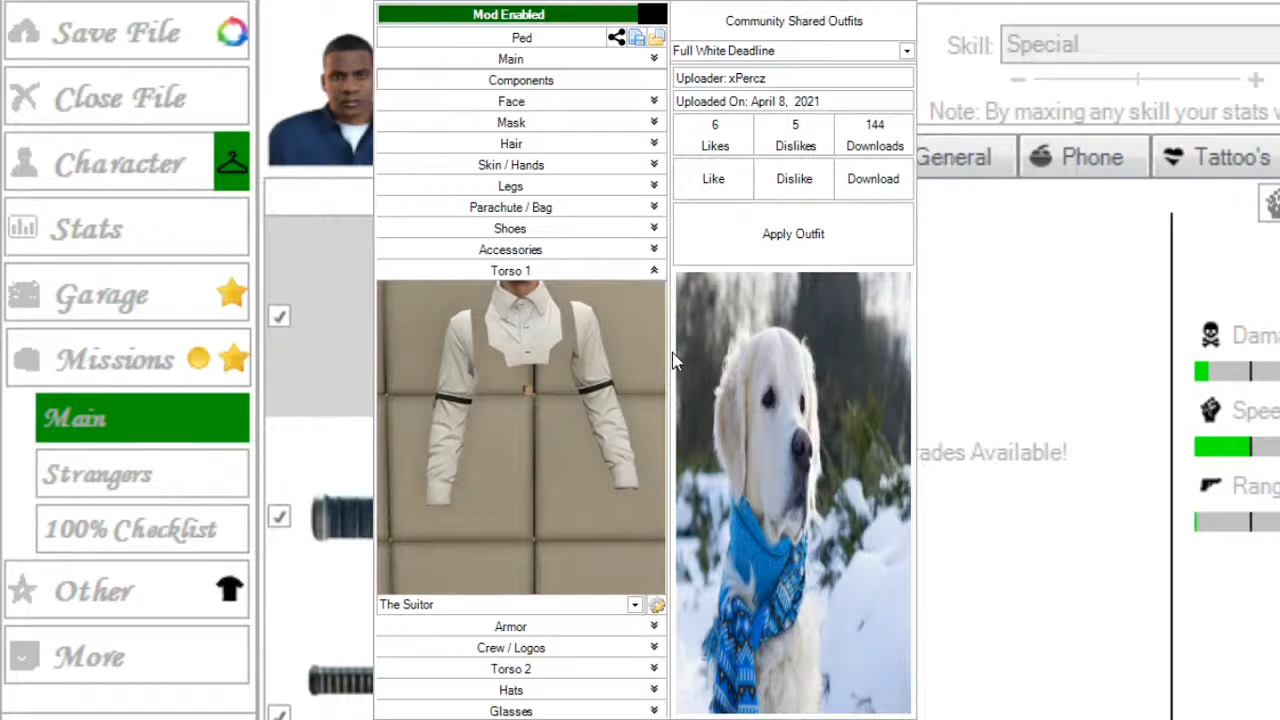 Save File
Close File
Character
Stats
Garage
Missions
Main
Strangers
100% Checklist
Other
More
Mod Enabled
Ped
Main
Components
Face
Mask
Hair
Skin / Hands
Legs
Parachute / Bag
Shoes
Accessories
Torso 1
The Suitor
Armor
Crew / Logos
Torso 2
Hats
Glasses
Community Shared Outfits
Full White Deadline
Uploader: xPercz
Uploaded On: April 8, 2021
6 5 144
Likes Dislikes Downloads
Like Dislike Download
Apply Outfit
Skill: Special
Note: By maxing any skill your stats w
General Phone Tattoo's
Dama
ades Available!
Spee
Rang